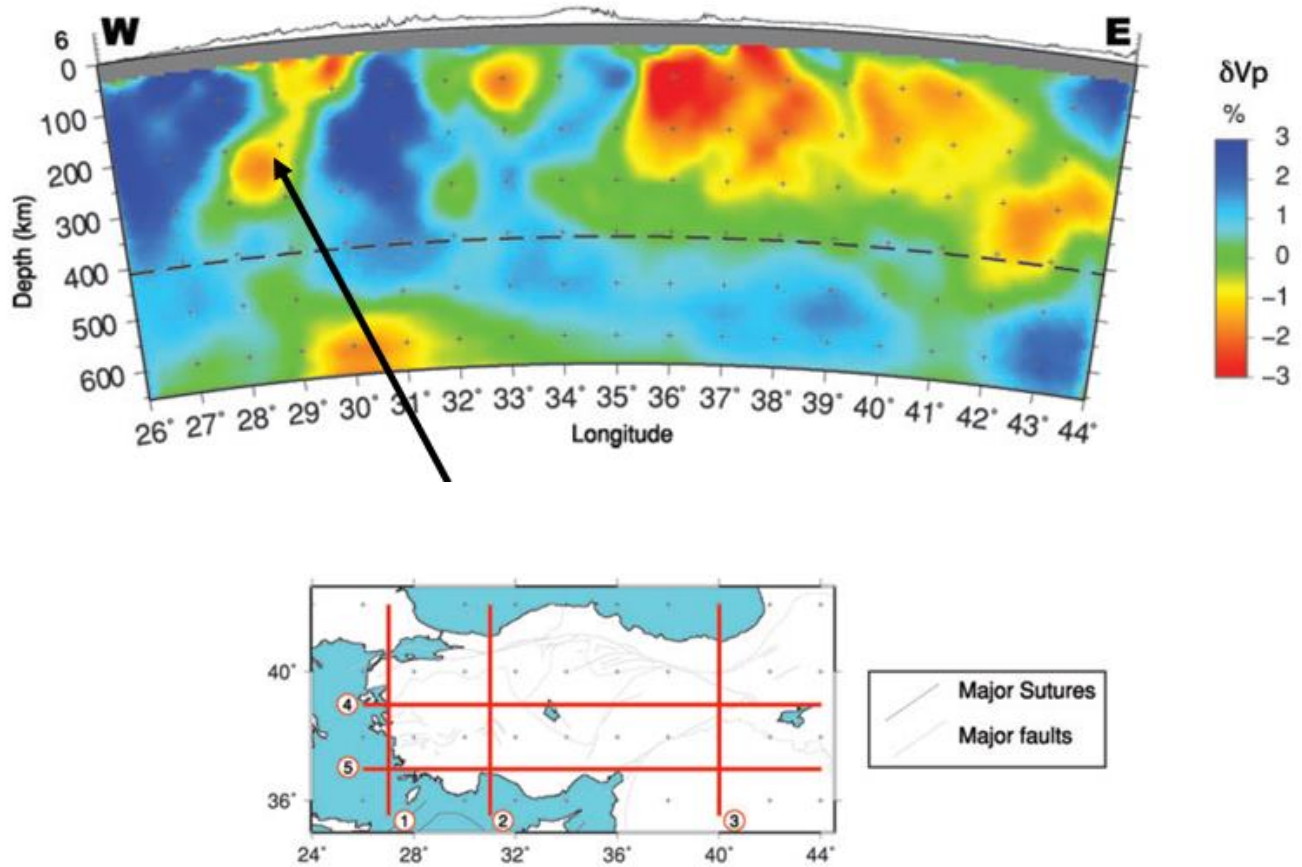 W
E
6
0
100
200
300
400
500
600
Depth (km)
26° 27° 28° 29° 30° 31° 32° 33° 34° 35° 36° 37° 38° 39° 40° 41° 42° 43° 44°
Longitude
δVp
%
3
2
1
0
−1
−2
−3
40°
36°
24° 28° 32° 36° 40° 44°
4
5
1
2
3
Major Sutures
Major faults